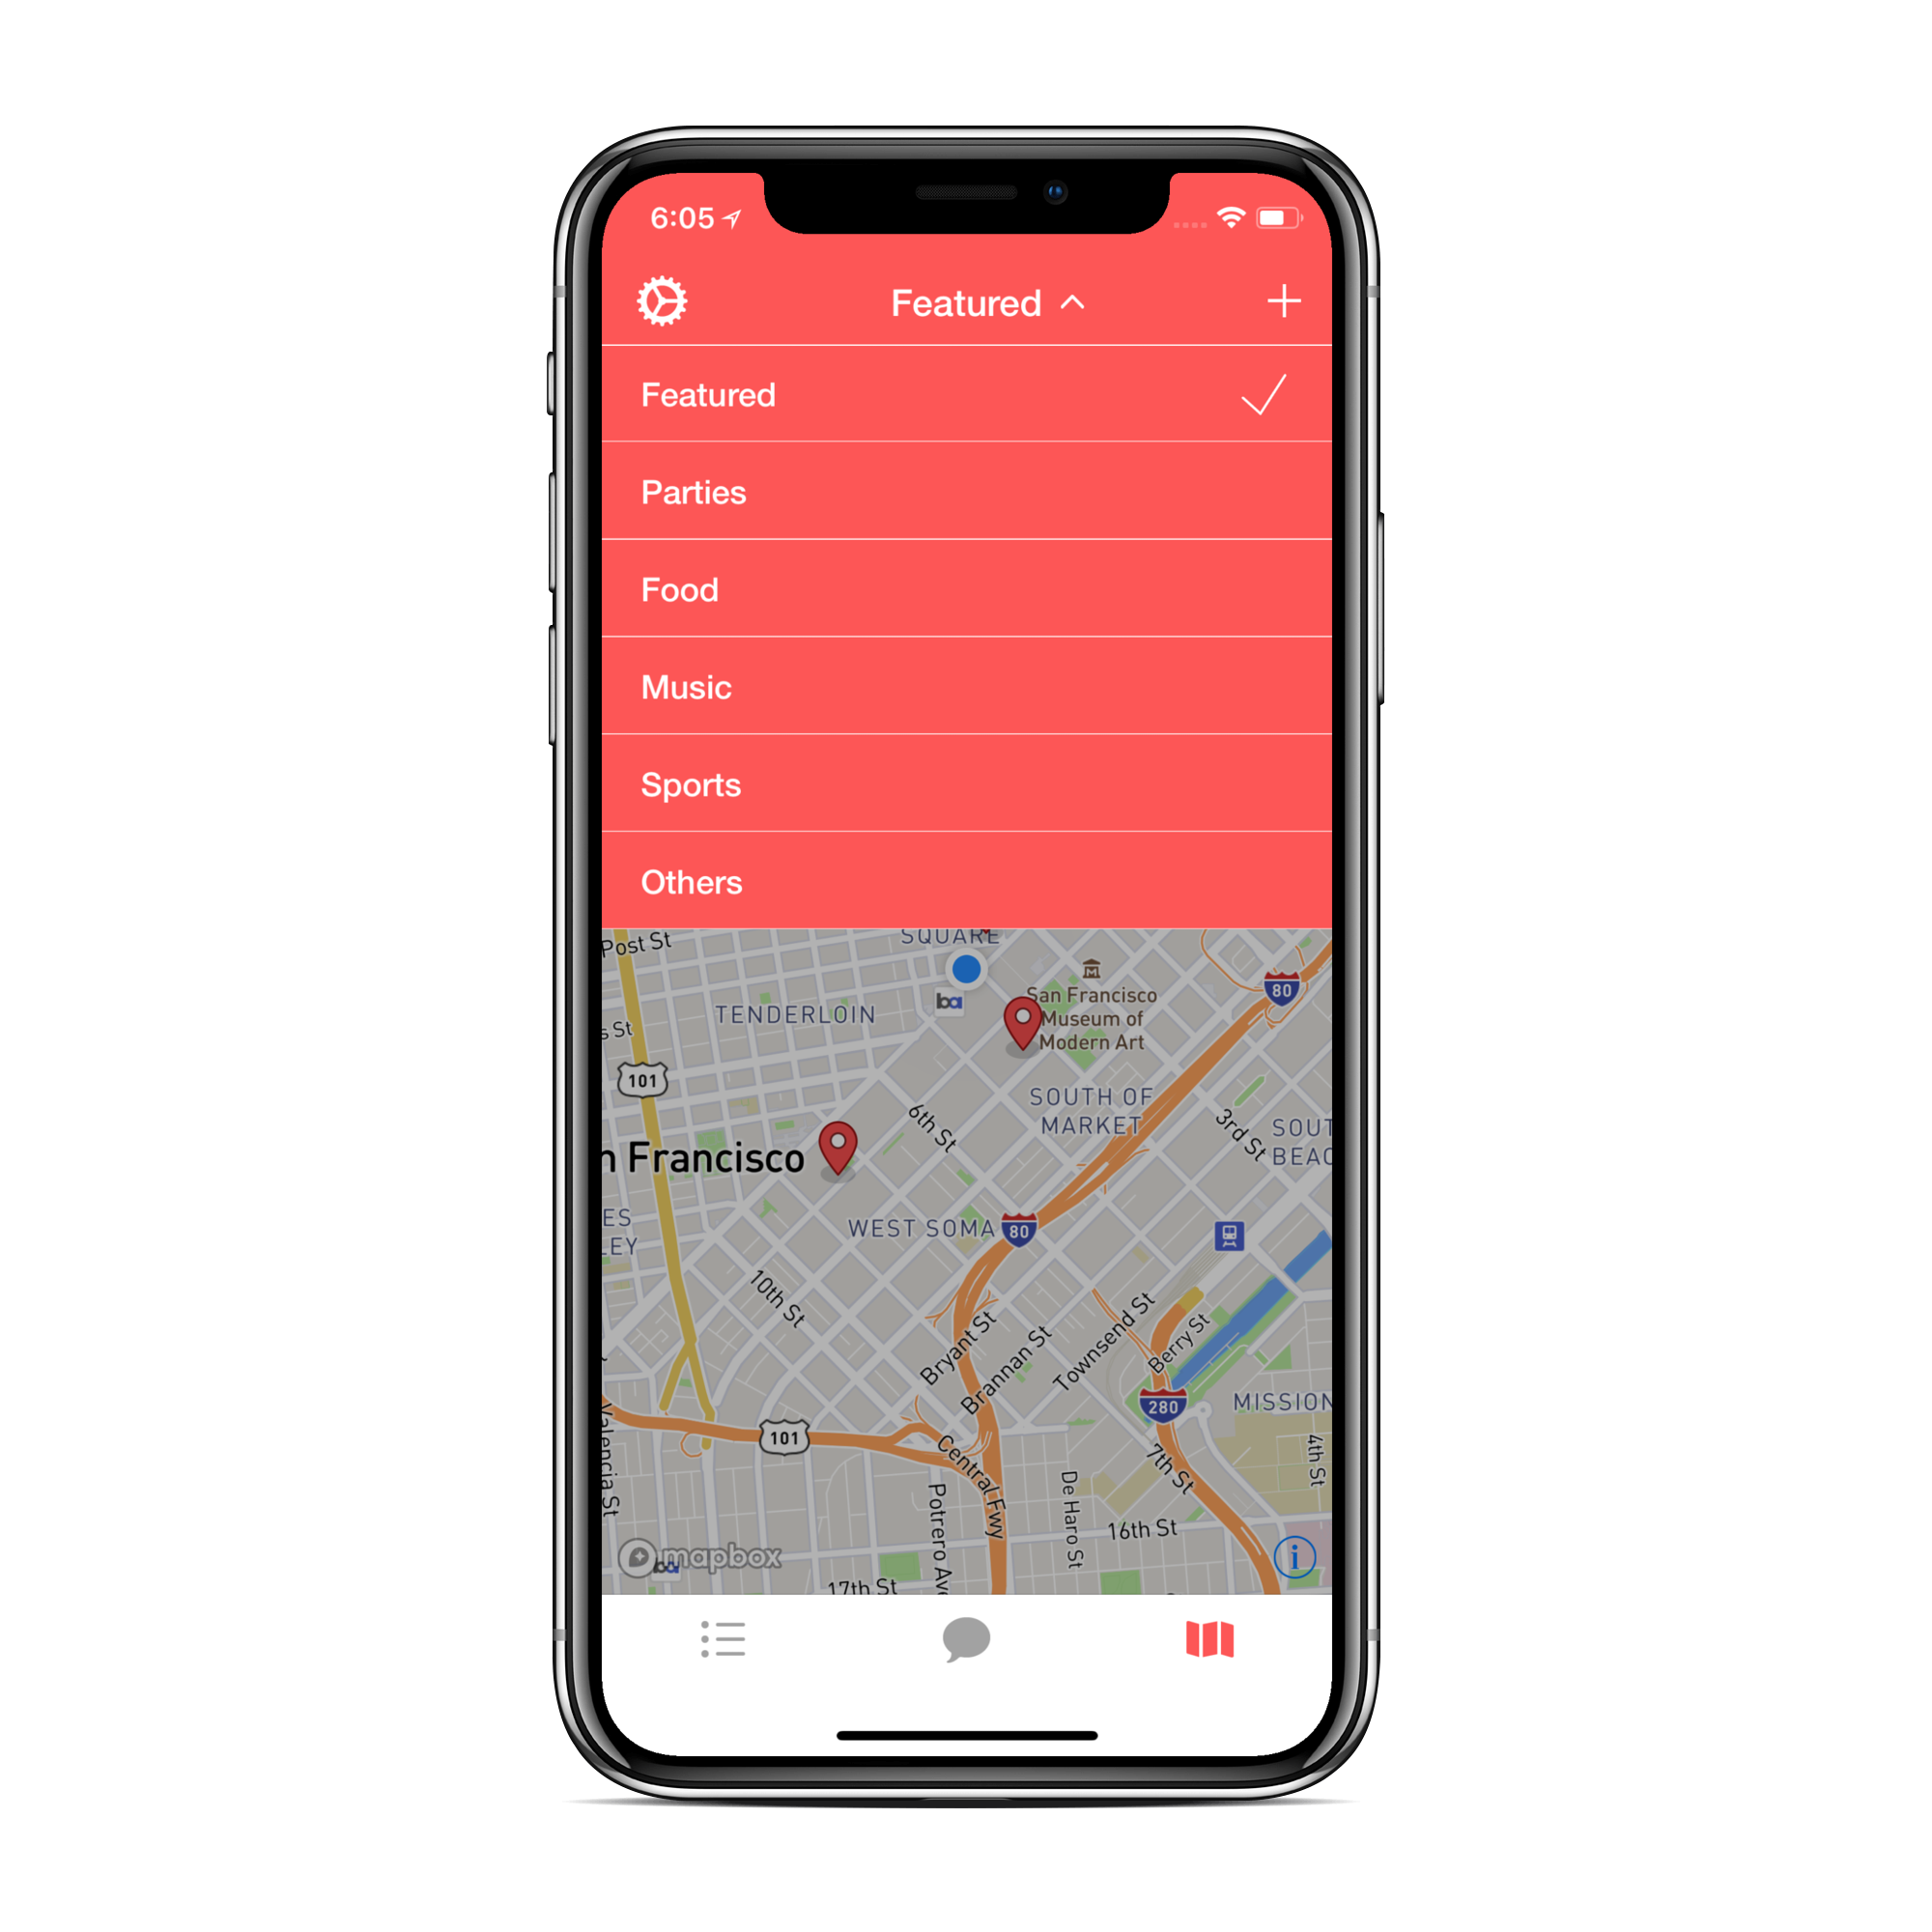 6:05
Featured
Featured
Parties
Food
Music
Sports
Others
Post St
SQUARE
80
San Francisco
Museum of
Modern Art
TENDERLOIN
s St
101
SOUTH OF
MARKET
6th St
3rd St
SOUT
BEAC
n Francisco
ES
LEY
WEST SOMA
80
10th St
Bryant St
Brannan St
Townsend St
Berry St
280
MISSION
Valencia St
101
Central Fwy
7th St
4th St
Potrero Ave
De Haro St
16th St
mapbox
i
17th St